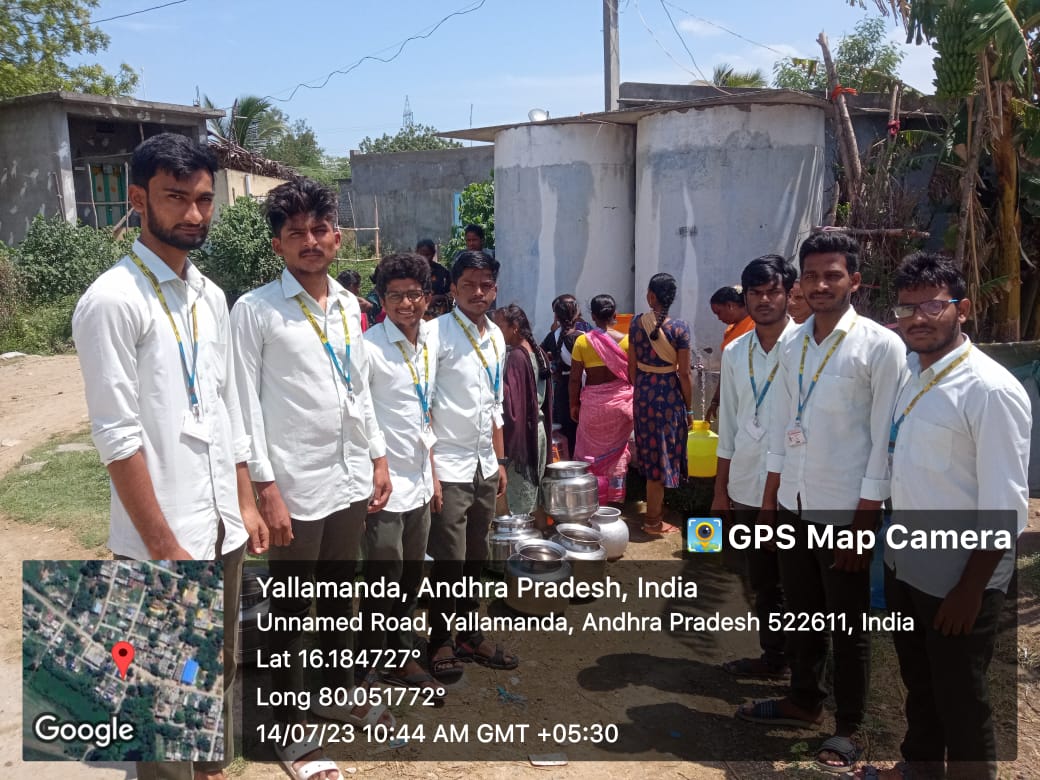 GPS Map Camera
Yallamanda, Andhra Pradesh, India
Unnamed Road, Yallamanda, Andhra Pradesh 522611, India
Lat 16.184727°
Long 80.051772°
14/07/23 10:44 AM GMT +05:30
Google